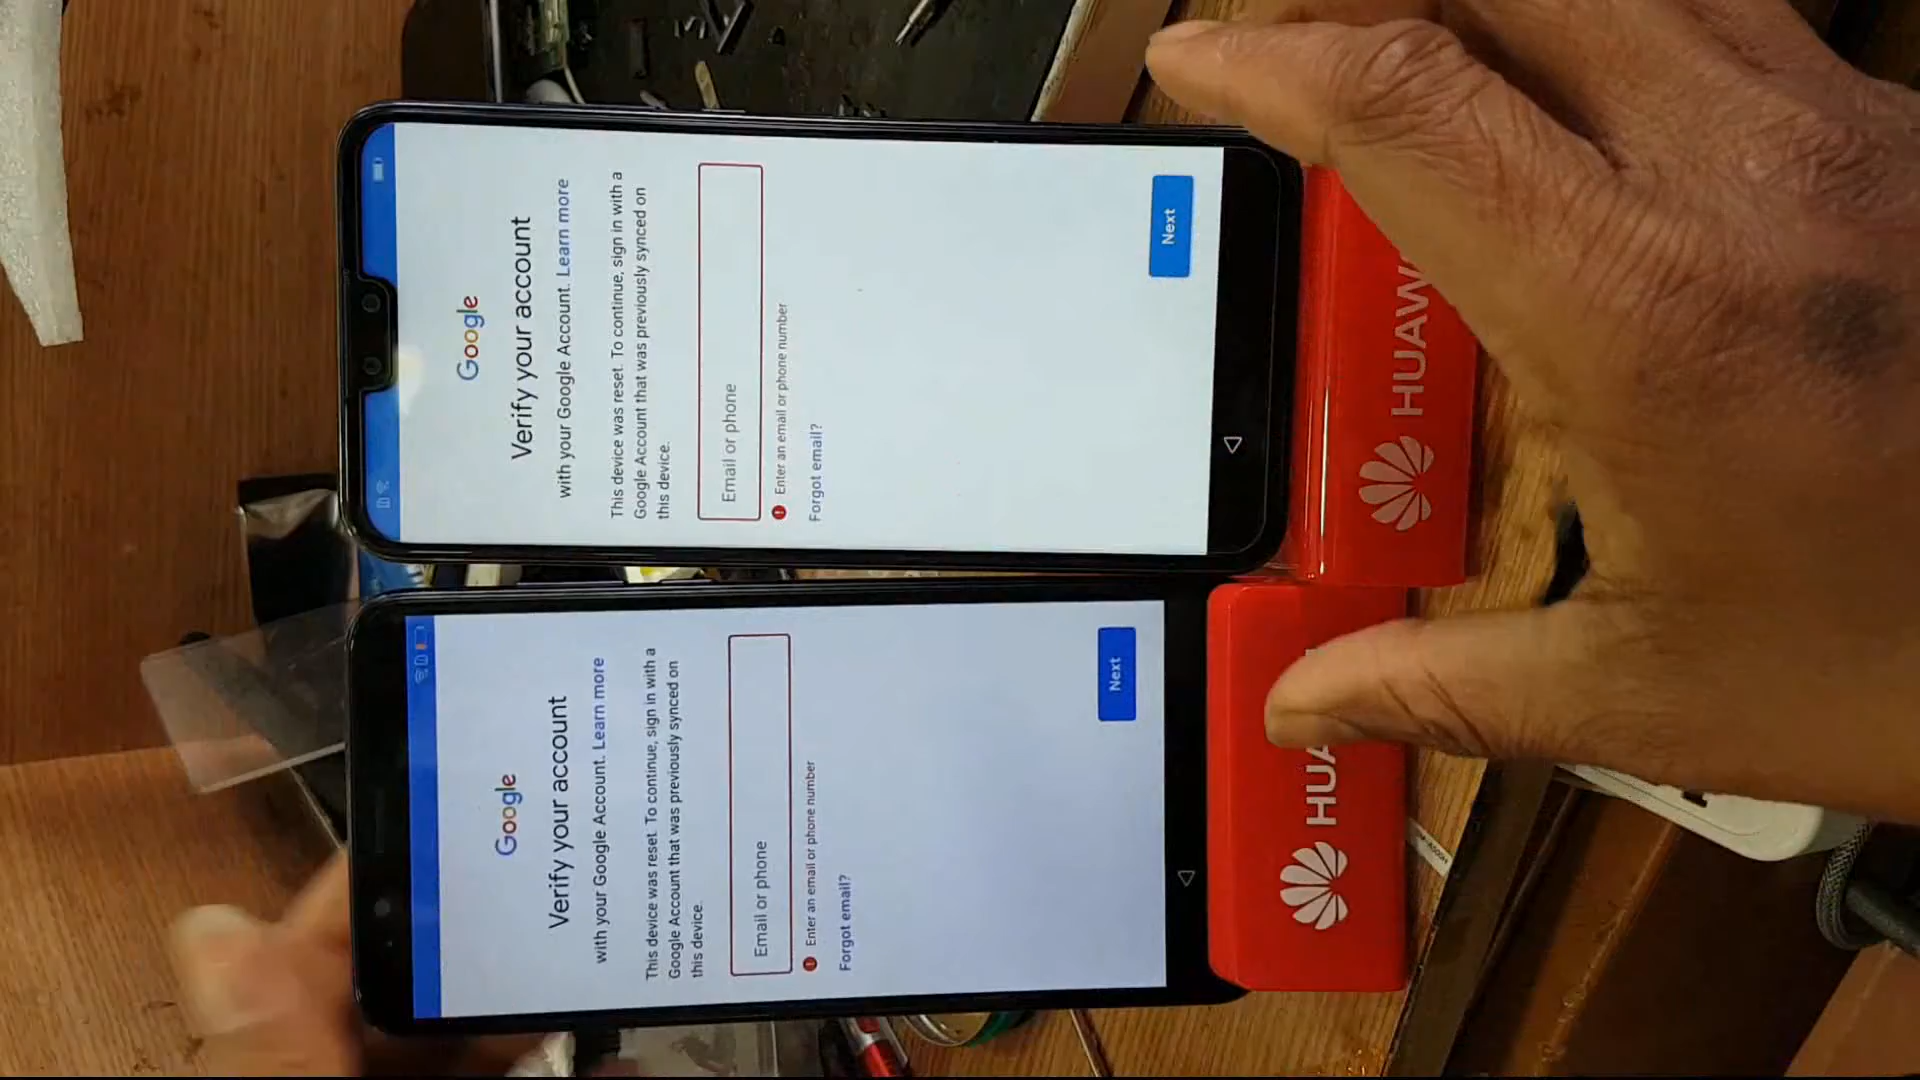 Google
Verify your account
with your Google Account. Learn more
This device was reset. To continue, sign in with a
Google Account that was previously synced on
this device.
Email or phone
Enter an email or phone number
Forgot email?
Next
HUAW
Google
Verify your account
with your Google Account. Learn more
This device was reset. To continue, sign in with a
Google Account that was previously synced on
this device.
Email or phone
Enter an email or phone number
Forgot email?
Next
HUA